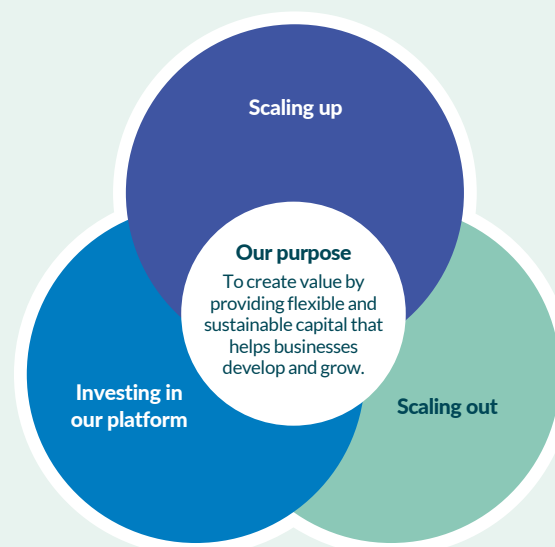 Scaling up
Our purpose
To create value by
providing flexible and
sustainable capital that
helps businesses
develop and grow.
Investing in
our platform
Scaling out